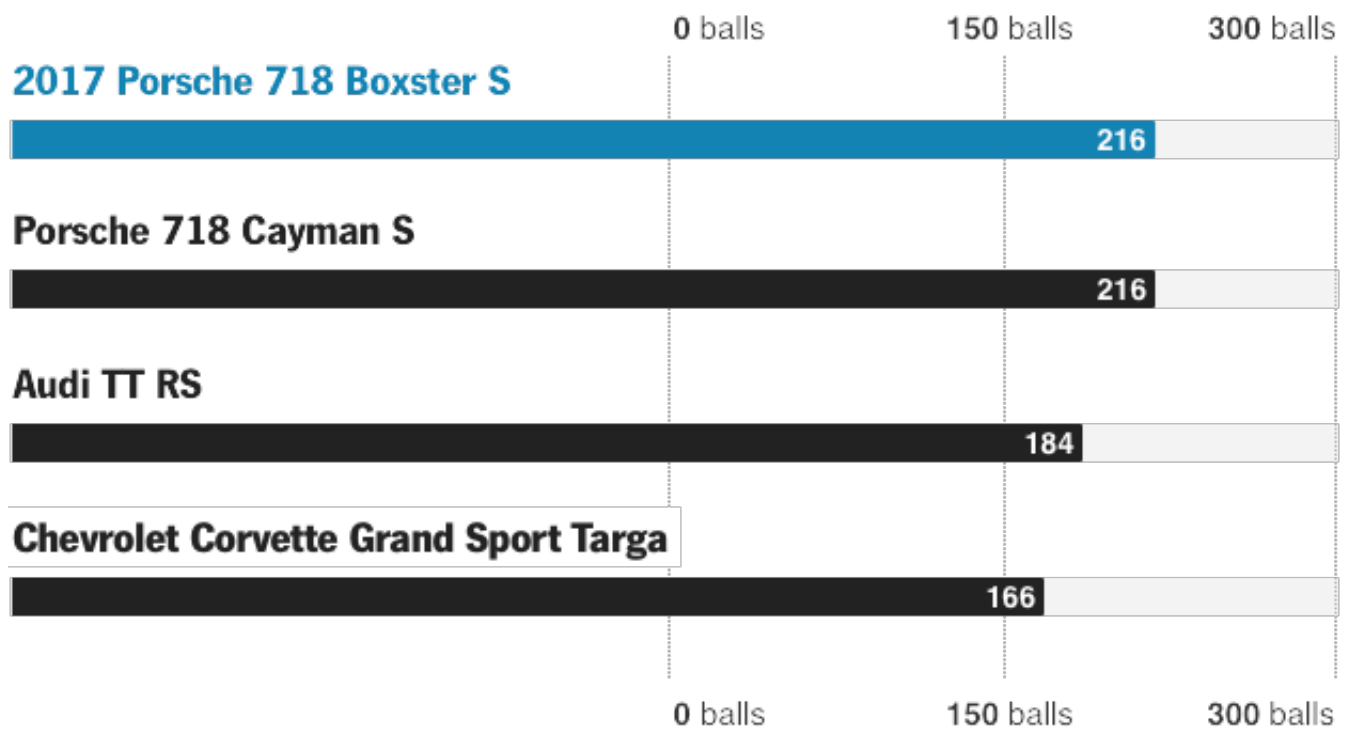 0 balls 150 balls 300 balls
2017 Porsche 718 Boxster S
216
Porsche 718 Cayman S
216
Audi TT RS
184
Chevrolet Corvette Grand Sport Targa
166
0 balls 150 balls 300 balls